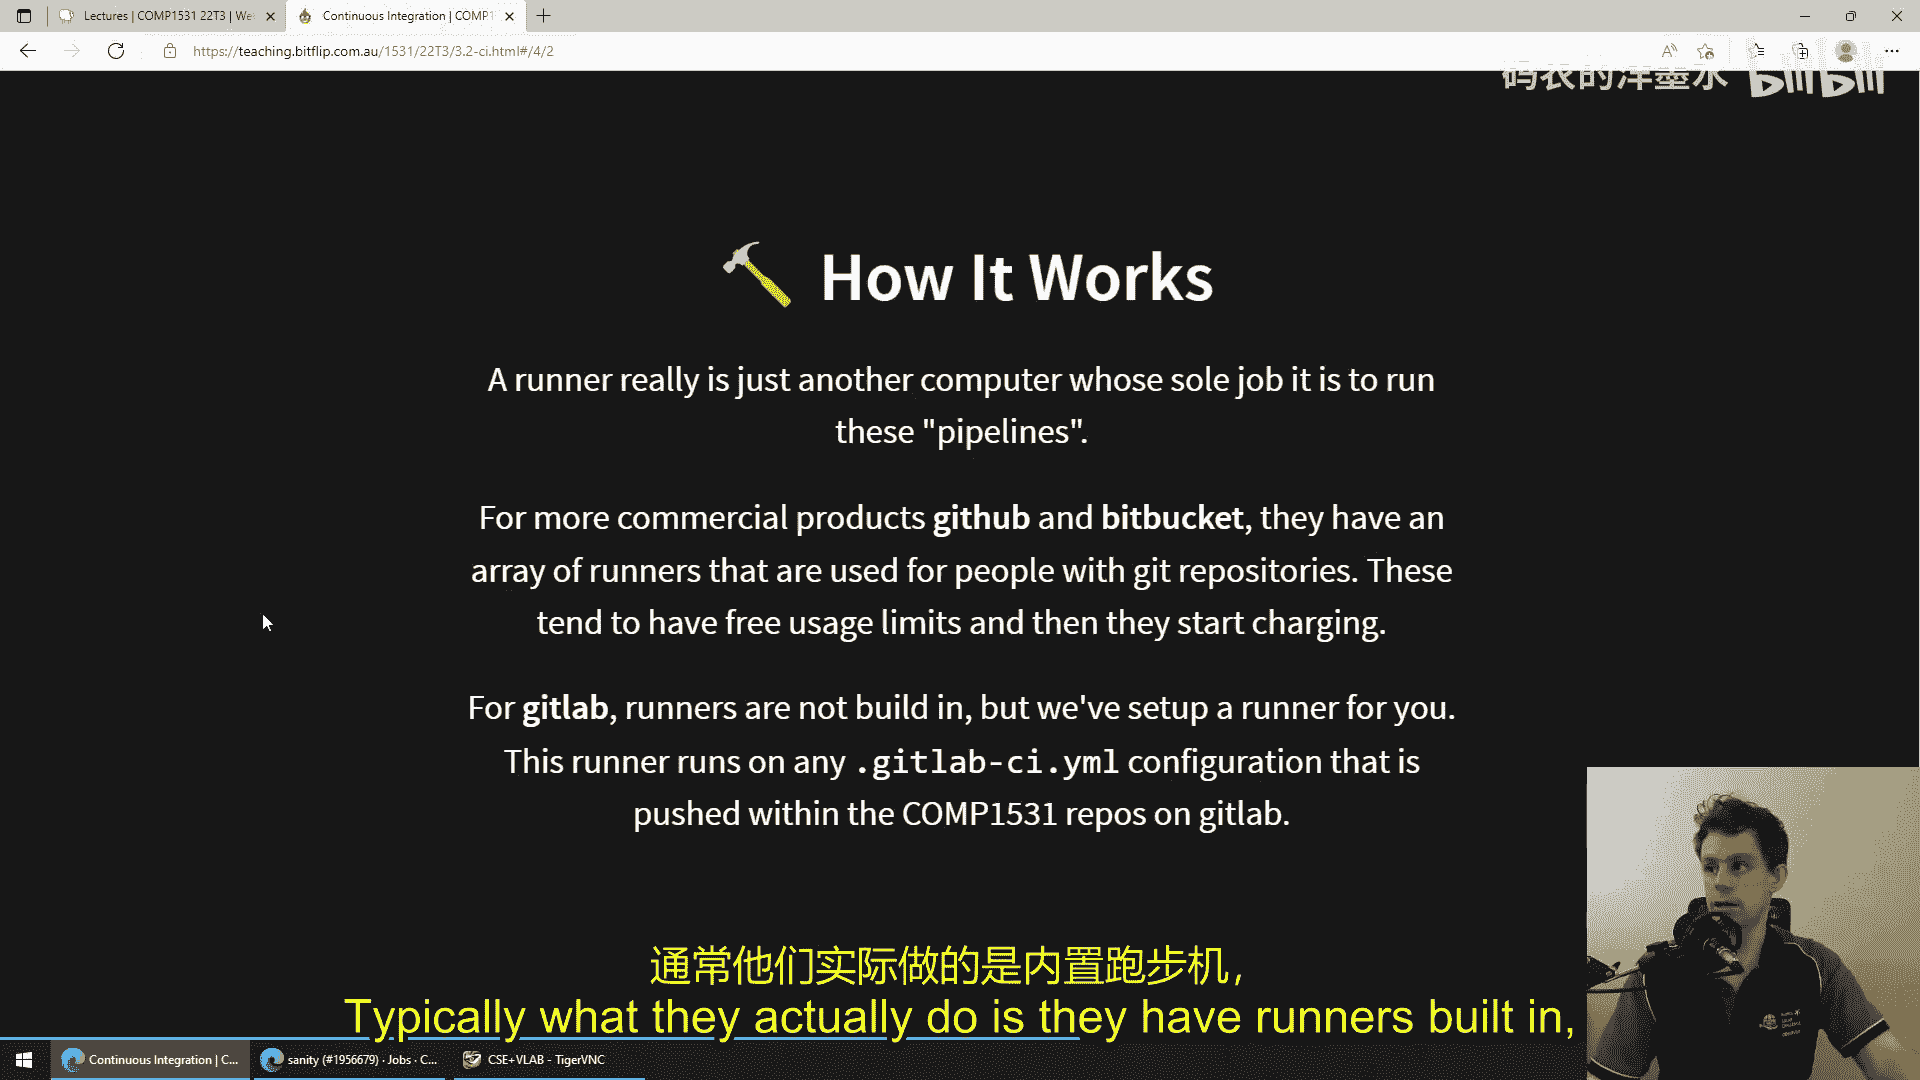 Lectures | COMP1531 22T3 | We
Continuous Integration | COMP1
https://teaching.bitflip.com.au/1531/22T3/3.2-ci.html#/4/2
码农的洋墨水 bilibili
How It Works
A runner really is just another computer whose sole job it is to run
these "pipelines".
For more commercial products github and bitbucket, they have an
array of runners that are used for people with git repositories. These
tend to have free usage limits and then they start charging.
For gitlab, runners are not build in, but we've setup a runner for you.
This runner runs on any .gitlab-ci.yml configuration that is
pushed within the COMP1531 repos on gitlab.
通常他们实际做的是内置跑步机，
Typically what they actually do is they have runners built in,
Continuous Integration | C...
sanity (#1956679) · Jobs · C...
CSE+VLAB - TigerVNC